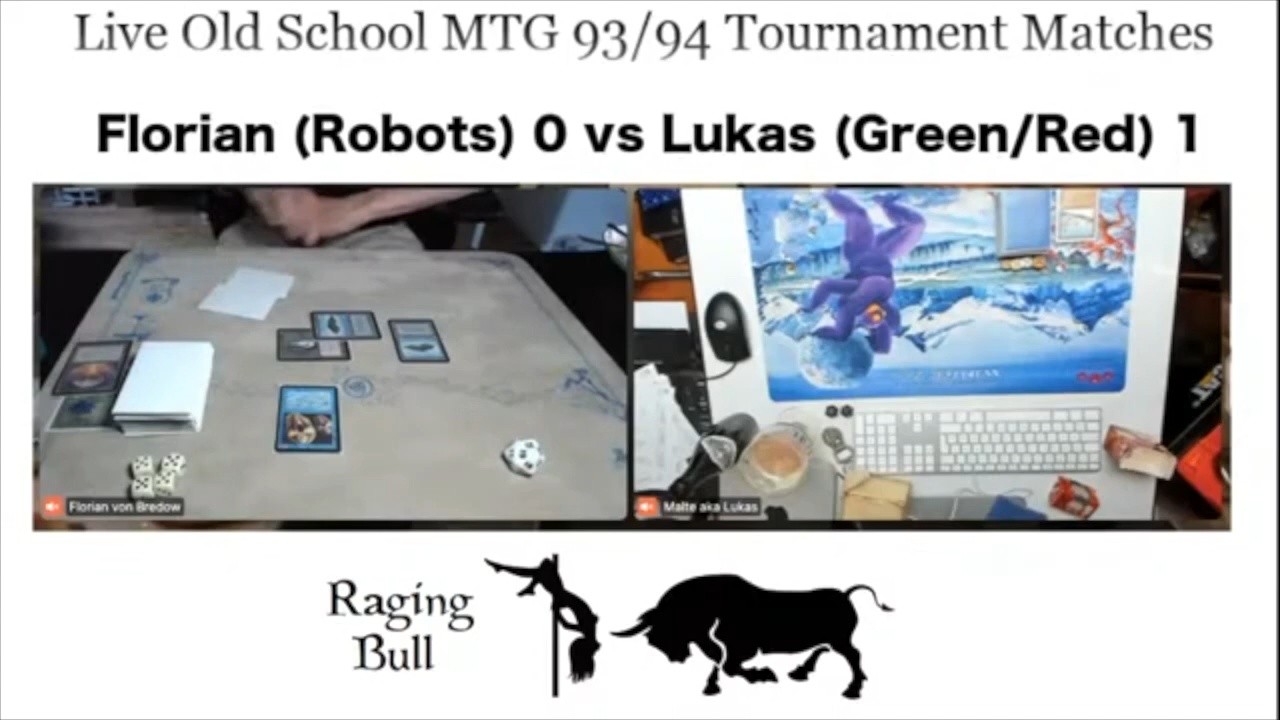 Live Old School MTG 93/94 Tournament Matches
Florian (Robots) 0 vs Lukas (Green/Red) 1
Florian von Bredow
Malte aka Lukas
Raging
Bull